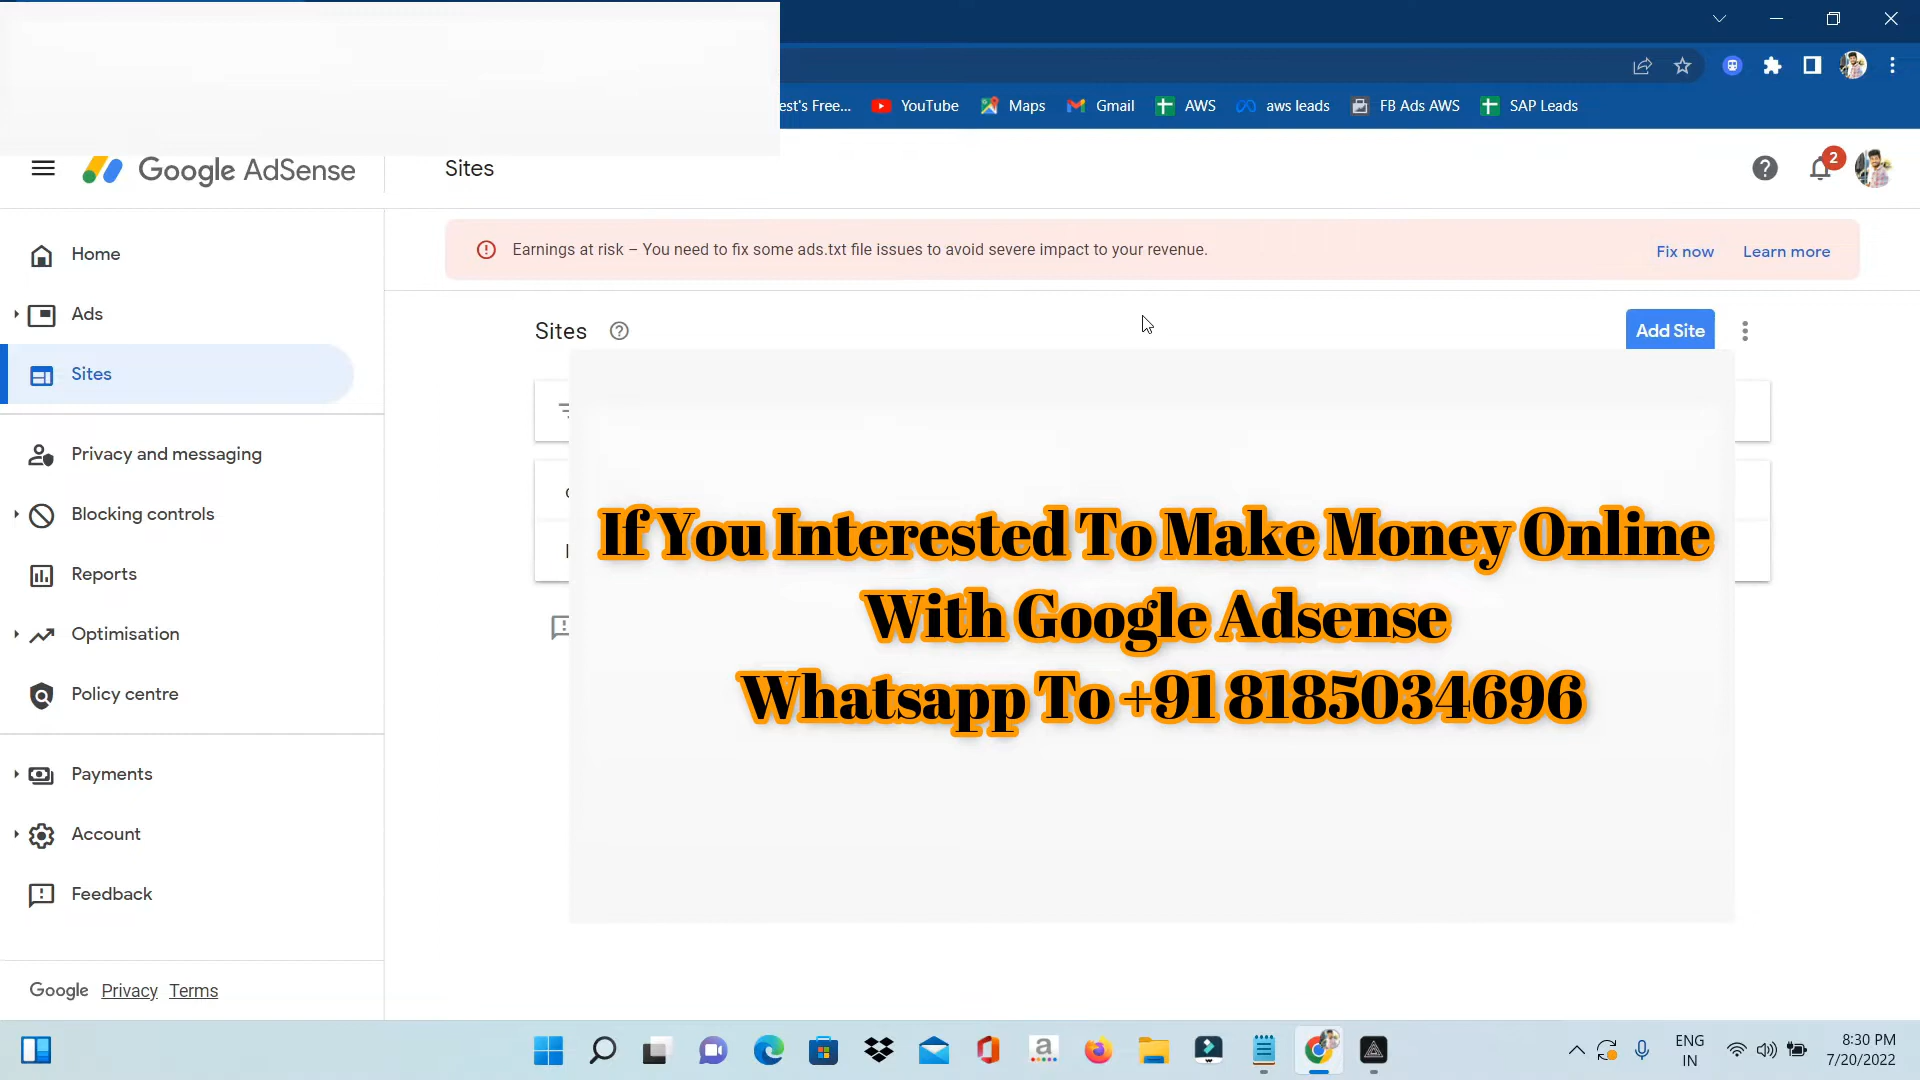 est's Free...
YouTube
Maps
Gmail
AWS
aws leads
FB Ads AWS
SAP Leads
Google AdSense
Sites
2
Home
Ads
Sites
Privacy and messaging
Blocking controls
Reports
Optimisation
Policy centre
Payments
Account
Feedback
Google Privacy Terms
Earnings at risk – You need to fix some ads.txt file issues to avoid severe impact to your revenue.
Fix now
Learn more
Sites
Add Site
If You Interested To Make Money Online
With Google Adsense
Whatsapp To +91 8185034696
ENG
IN
8:30 PM
7/20/2022